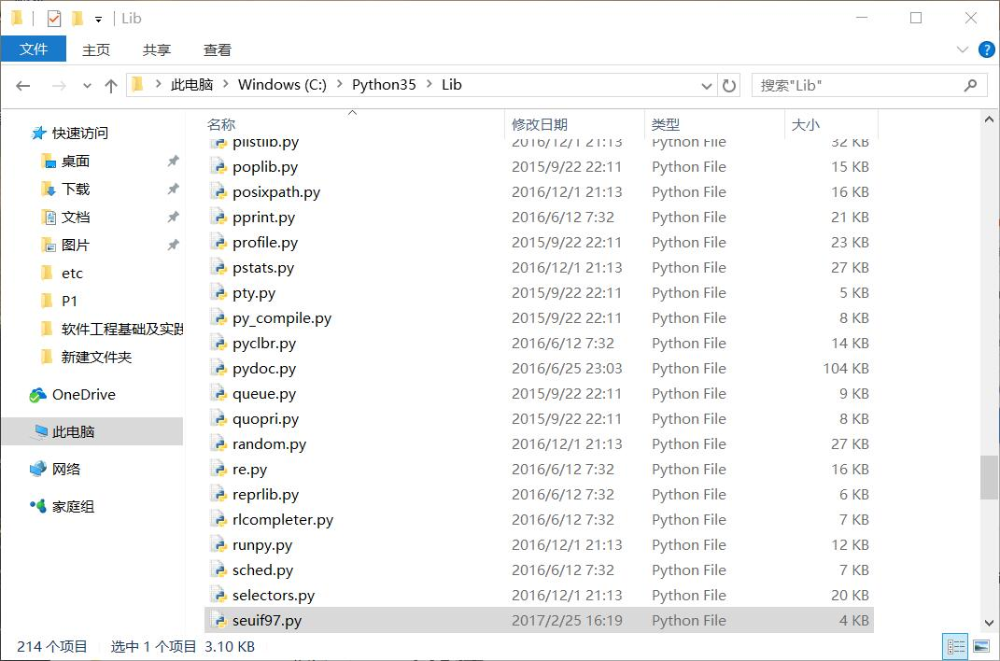 Lib
文件 主页 共享 查看
此电脑 Windows (C:) Python35 Lib 搜索"Lib"
快速访问
桌面
下载
文档
图片
etc
P1
软件工程基础及实践
新建文件夹
OneDrive
此电脑
网络
家庭组
名称 修改日期 类型 大小
plistlib.py 2016/12/1 21:13 Python File 32 KB
poplib.py 2015/9/22 22:11 Python File 15 KB
posixpath.py 2016/12/1 21:13 Python File 16 KB
pprint.py 2016/6/12 7:32 Python File 21 KB
profile.py 2015/9/22 22:11 Python File 23 KB
pstats.py 2016/12/1 21:13 Python File 27 KB
pty.py 2015/9/22 22:11 Python File 5 KB
py_compile.py 2015/9/22 22:11 Python File 8 KB
pyclbr.py 2016/6/12 7:32 Python File 14 KB
pydoc.py 2016/6/25 23:03 Python File 104 KB
queue.py 2015/9/22 22:11 Python File 9 KB
quopri.py 2015/9/22 22:11 Python File 8 KB
random.py 2016/12/1 21:13 Python File 27 KB
re.py 2016/6/12 7:32 Python File 16 KB
reprlib.py 2016/6/12 7:32 Python File 6 KB
rlcompleter.py 2016/6/12 7:32 Python File 7 KB
runpy.py 2016/12/1 21:13 Python File 12 KB
sched.py 2016/6/12 7:32 Python File 7 KB
selectors.py 2016/12/1 21:13 Python File 20 KB
seuif97.py 2017/2/25 16:19 Python File 4 KB
214 个项目 选中 1 个项目 3.10 KB